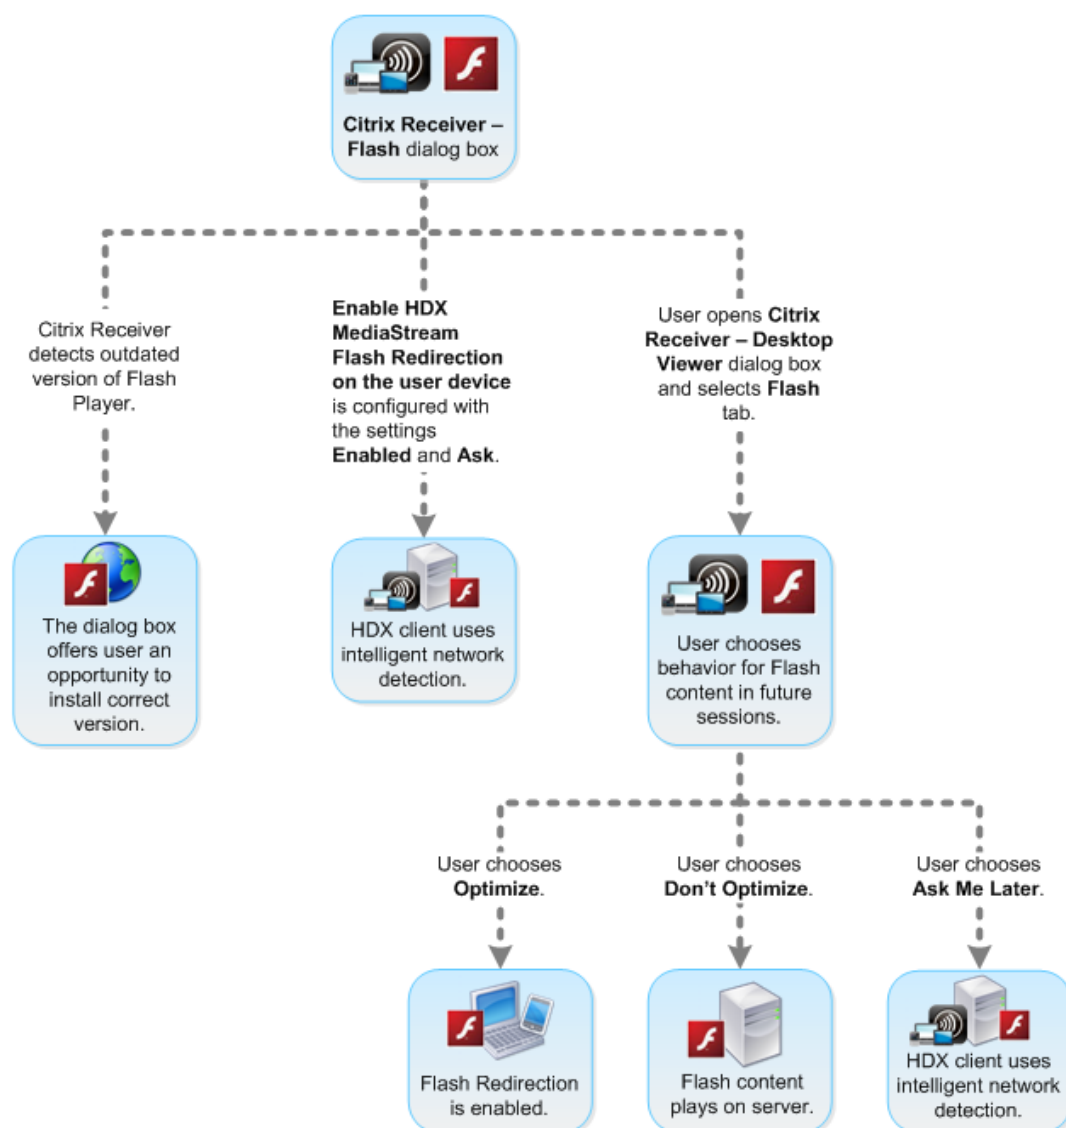 Citrix Receiver –
Flash dialog box
Citrix Receiver
detects outdated
version of Flash
Player.
Enable HDX
MediaStream
Flash Redirection
on the user device
is configured with
the settings
Enabled and Ask.
User opens Citrix
Receiver – Desktop
Viewer dialog box
and selects Flash
tab.
The dialog box
offers user an
opportunity to
install correct
version.
HDX client uses
intelligent network
detection.
User chooses
behavior for Flash
content in future
sessions.
User chooses
Optimize.
User chooses
Don't Optimize.
User chooses
Ask Me Later.
Flash Redirection
is enabled.
Flash content
plays on server.
HDX client uses
intelligent network
detection.